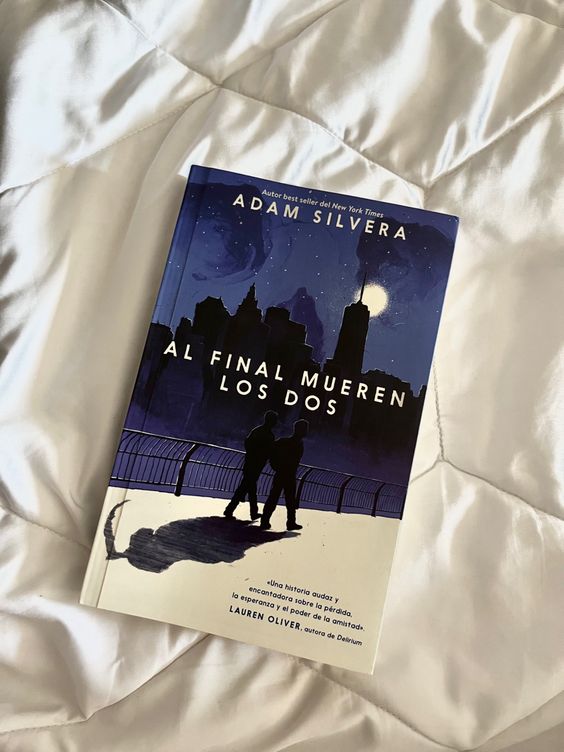 Autor best seller del New York Times
ADAM SILVERA
AL FINAL MUEREN
LOS DOS
«Una historia audaz y
encantadora sobre la pérdida,
la esperanza y el poder de la amistad».
LAUREN OLIVER, autora de Delirium